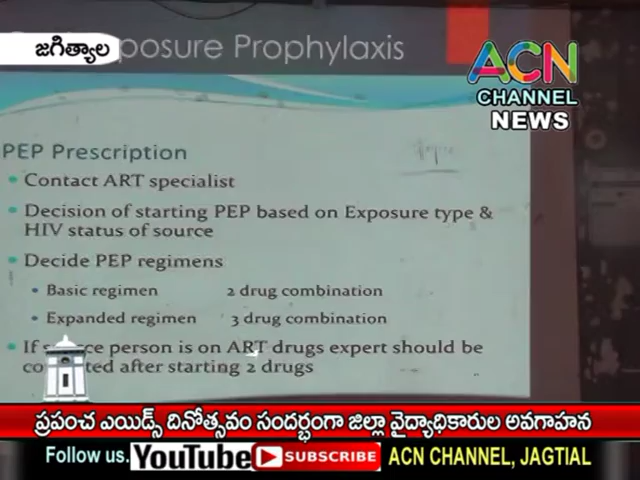 జగిత్యాల
posure Prophylaxis
ACN
CHANNEL
NEWS
PEP Prescription
Contact ART specialist
Decision of starting PEP based on Exposure type &
HIV status of source
Decide PEP regimens
Basic regimen 2 drug combination
Expanded regimen 3 drug combination
If person is on ART drugs expert should be
after starting 2 drugs
ప్రపంచ ఎయిడ్స్ దినోత్సవం సందర్భంగా జిల్లా వైద్యాధికారుల అవగాహన
Follow us. YouTube SUBSCRIBE ACN CHANNEL, JAGTIAL